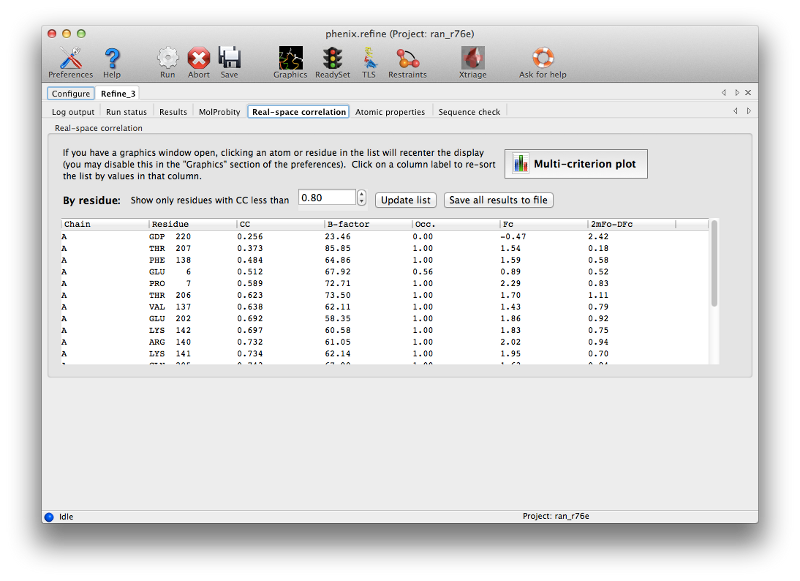 phenix.refine (Project: ran_r76e)
Preferences Help Run Abort Save Graphics ReadySet TLS Restraints Xtriage Ask for help
Configure Refine_3
Log output Run status Results MolProbity Real-space correlation Atomic properties Sequence check
Real-space correlation
If you have a graphics window open, clicking an atom or residue in the list will recenter the display
(you may disable this in the "Graphics" section of the preferences). Click on a column label to re-sort
the list by values in that column.
Multi-criterion plot
By residue: Show only residues with CC less than 0.80 Update list Save all results to file
Chain Residue CC B-factor Occ. Fc 2mFo-DFc
A GDP 220 0.256 23.46 0.00 -0.47 2.42
A THR 207 0.373 85.85 1.00 1.54 0.18
A PHE 138 0.484 64.86 1.00 1.59 0.58
A GLU 6 0.512 67.92 0.56 0.89 0.52
A PRO 7 0.589 72.71 1.00 2.29 0.83
A THR 206 0.623 73.50 1.00 1.70 1.11
A VAL 137 0.638 62.11 1.00 1.43 0.79
A GLU 202 0.692 58.35 1.00 1.86 0.92
A LYS 142 0.697 60.58 1.00 1.83 0.75
A ARG 140 0.732 61.05 1.00 2.02 0.94
A LYS 141 0.734 62.14 1.00 1.95 0.70
Idle Project: ran_r76e